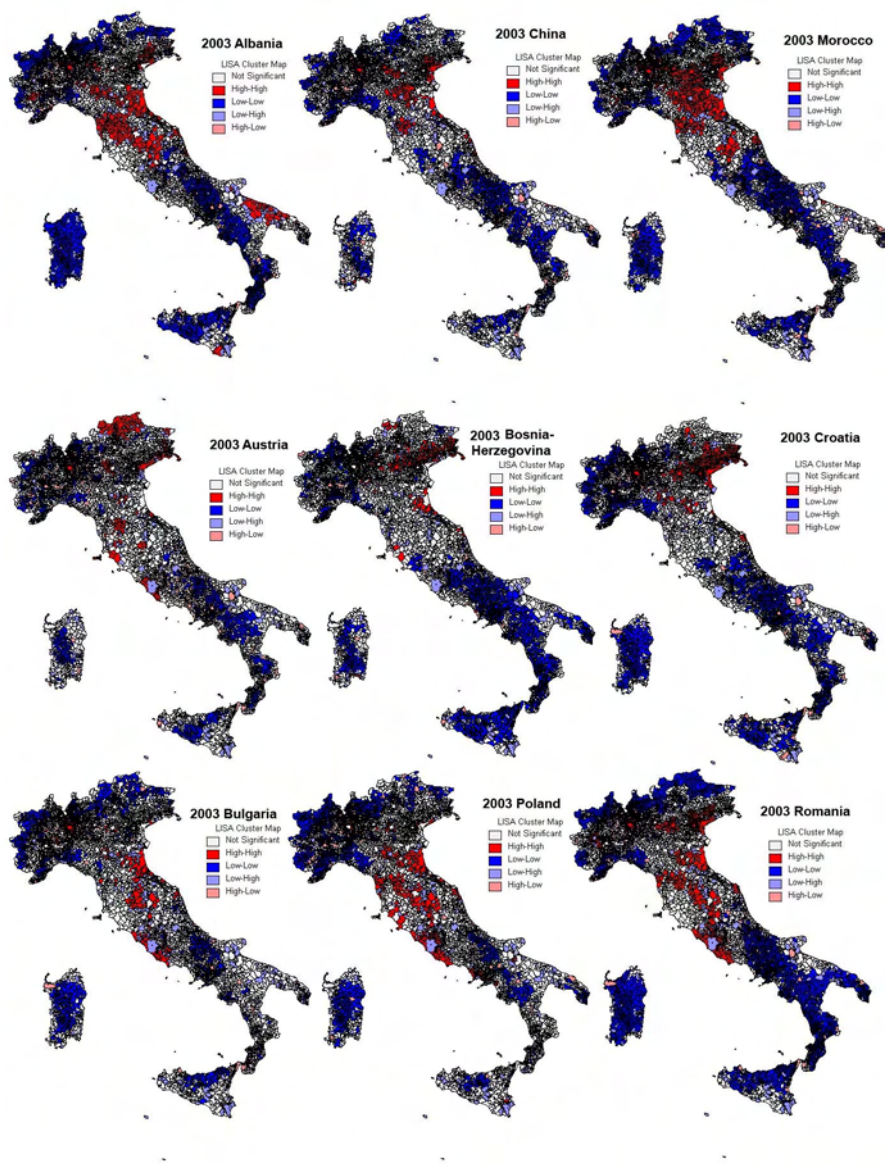 2003 Albania
LISA Cluster Map
Not Significant
High-High
Low-Low
Low-High
High-Low
2003 China
LISA Cluster Map
Not Significant
High-High
Low-Low
Low-High
High-Low
2003 Morocco
LISA Cluster Map
Not Significant
High-High
Low-Low
Low-High
High-Low
2003 Austria
LISA Cluster Map
Not Significant
High-High
Low-Low
Low-High
High-Low
2003 Bosnia-
Herzegovina
LISA Cluster Map
Not Significant
High-High
Low-Low
Low-High
High-Low
2003 Croatia
LISA Cluster Map
Not Significant
High-High
Low-Low
Low-High
High-Low
2003 Bulgaria
LISA Cluster Map
Not Significant
High-High
Low-Low
Low-High
High-Low
2003 Poland
LISA Cluster Map
Not Significant
High-High
Low-Low
Low-High
High-Low
2003 Romania
LISA Cluster Map
Not Significant
High-High
Low-Low
Low-High
High-Low